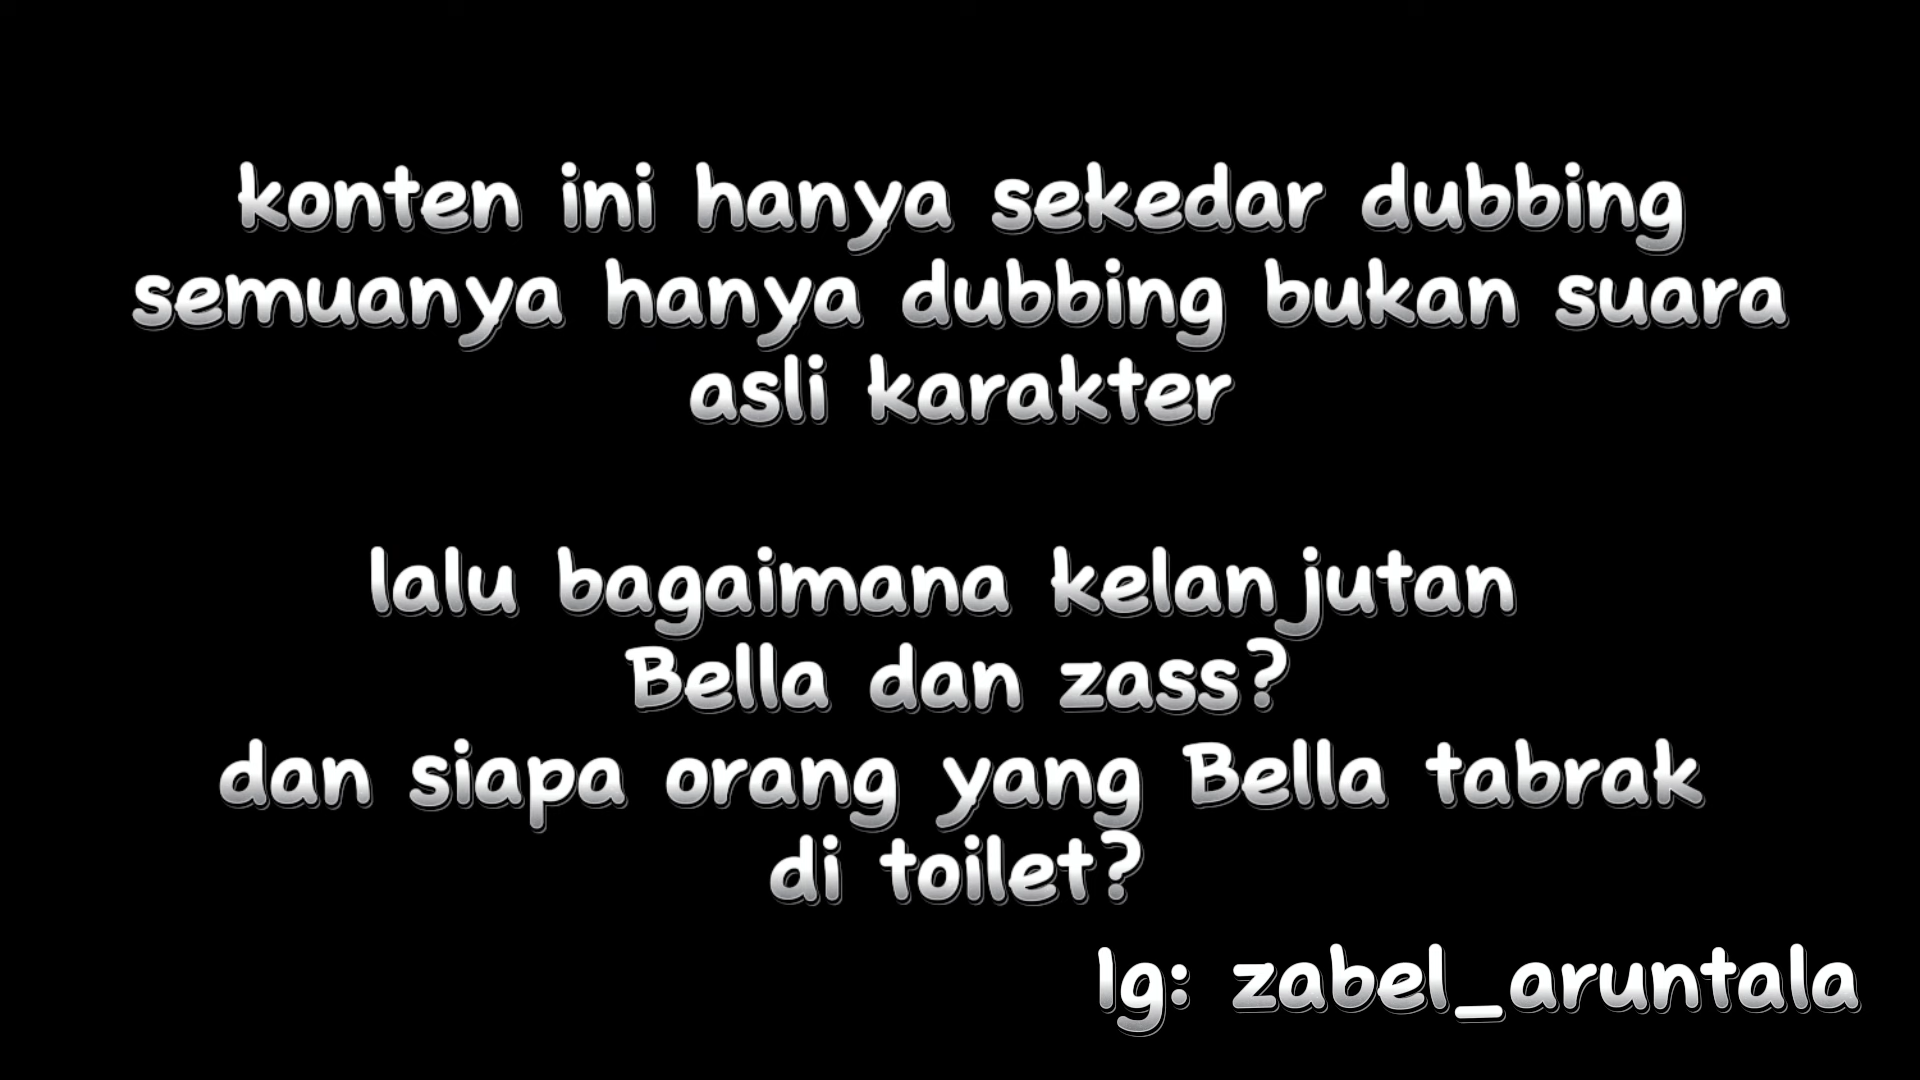 konten ini hanya sekedar dubbing
semuanya hanya dubbing bukan suara
asli karakter
lalu bagaimana kelanjutan
Bella dan zass?
dan siapa orang yang Bella tabrak
di toilet?
Ig: zabel_aruntala